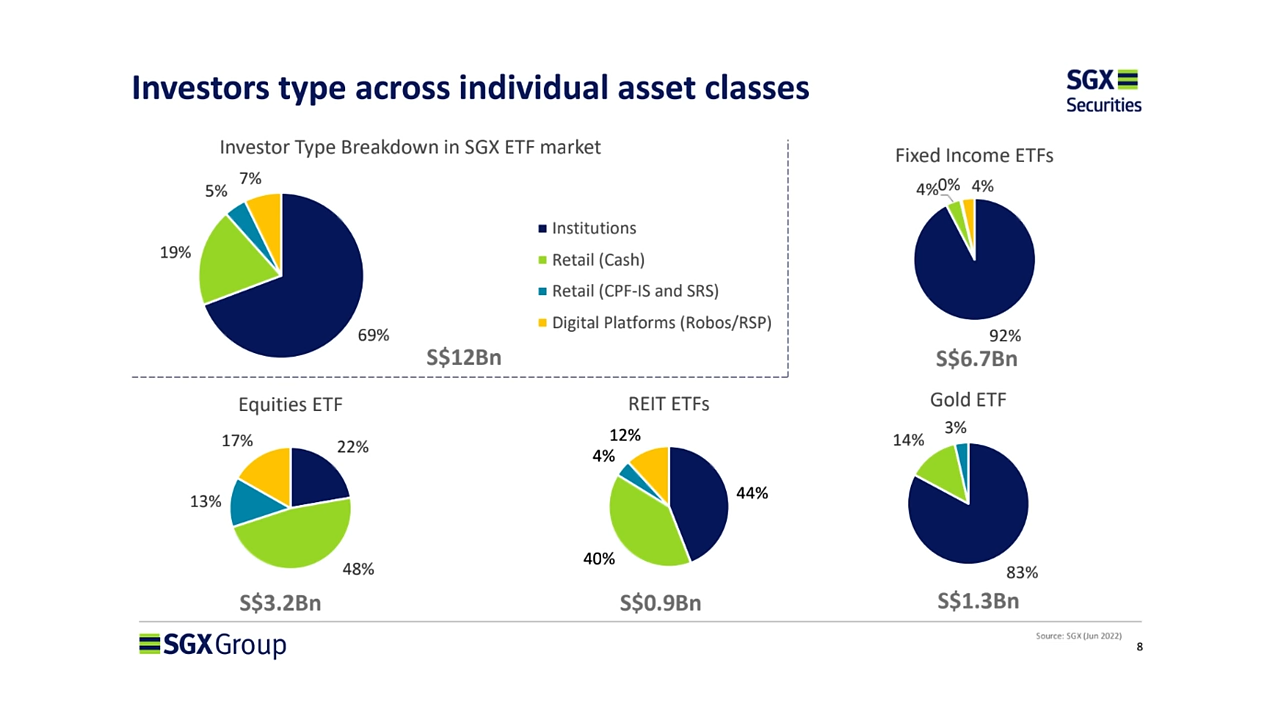 Investors type across individual asset classes
SGX
Securities
Investor Type Breakdown in SGX ETF market
7%
5%
19%
69%
S$12Bn
Institutions
Retail (Cash)
Retail (CPF-IS and SRS)
Digital Platforms (Robos/RSP)
Fixed Income ETFs
4%
0%
4%
92%
S$6.7Bn
Equities ETF
17%
22%
13%
48%
S$3.2Bn
REIT ETFs
12%
4%
44%
40%
S$0.9Bn
Gold ETF
3%
14%
83%
S$1.3Bn
SGX Group
Source: SGX (Jun 2022)
8